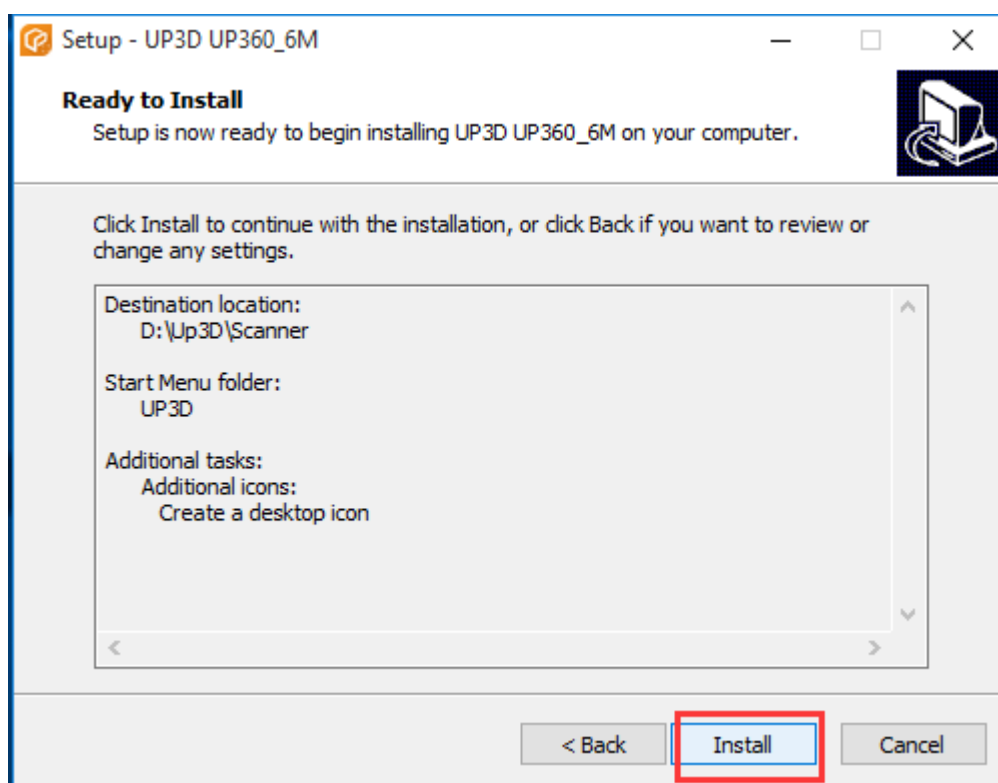 Setup - UP3D UP360_6M
Ready to Install
Setup is now ready to begin installing UP3D UP360_6M on your computer.
Click Install to continue with the installation, or click Back if you want to review or
change any settings.
Destination location:
D:\Up3D\Scanner
Start Menu folder:
UP3D
Additional tasks:
Additional icons:
Create a desktop icon
< Back
Install
Cancel